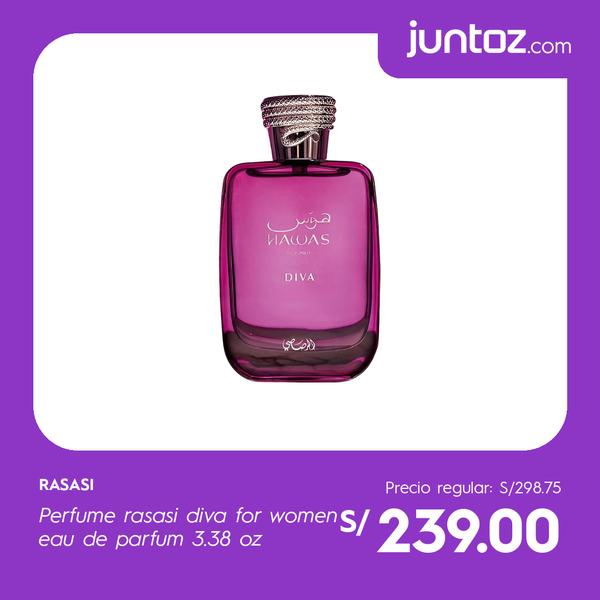 juntoz.com
هوس
HAWAS
DIVA
الرصاصي
RASASI
Precio regular: S/298.75
Perfume rasasi diva for women
eau de parfum 3.38 oz
S/ 239.00